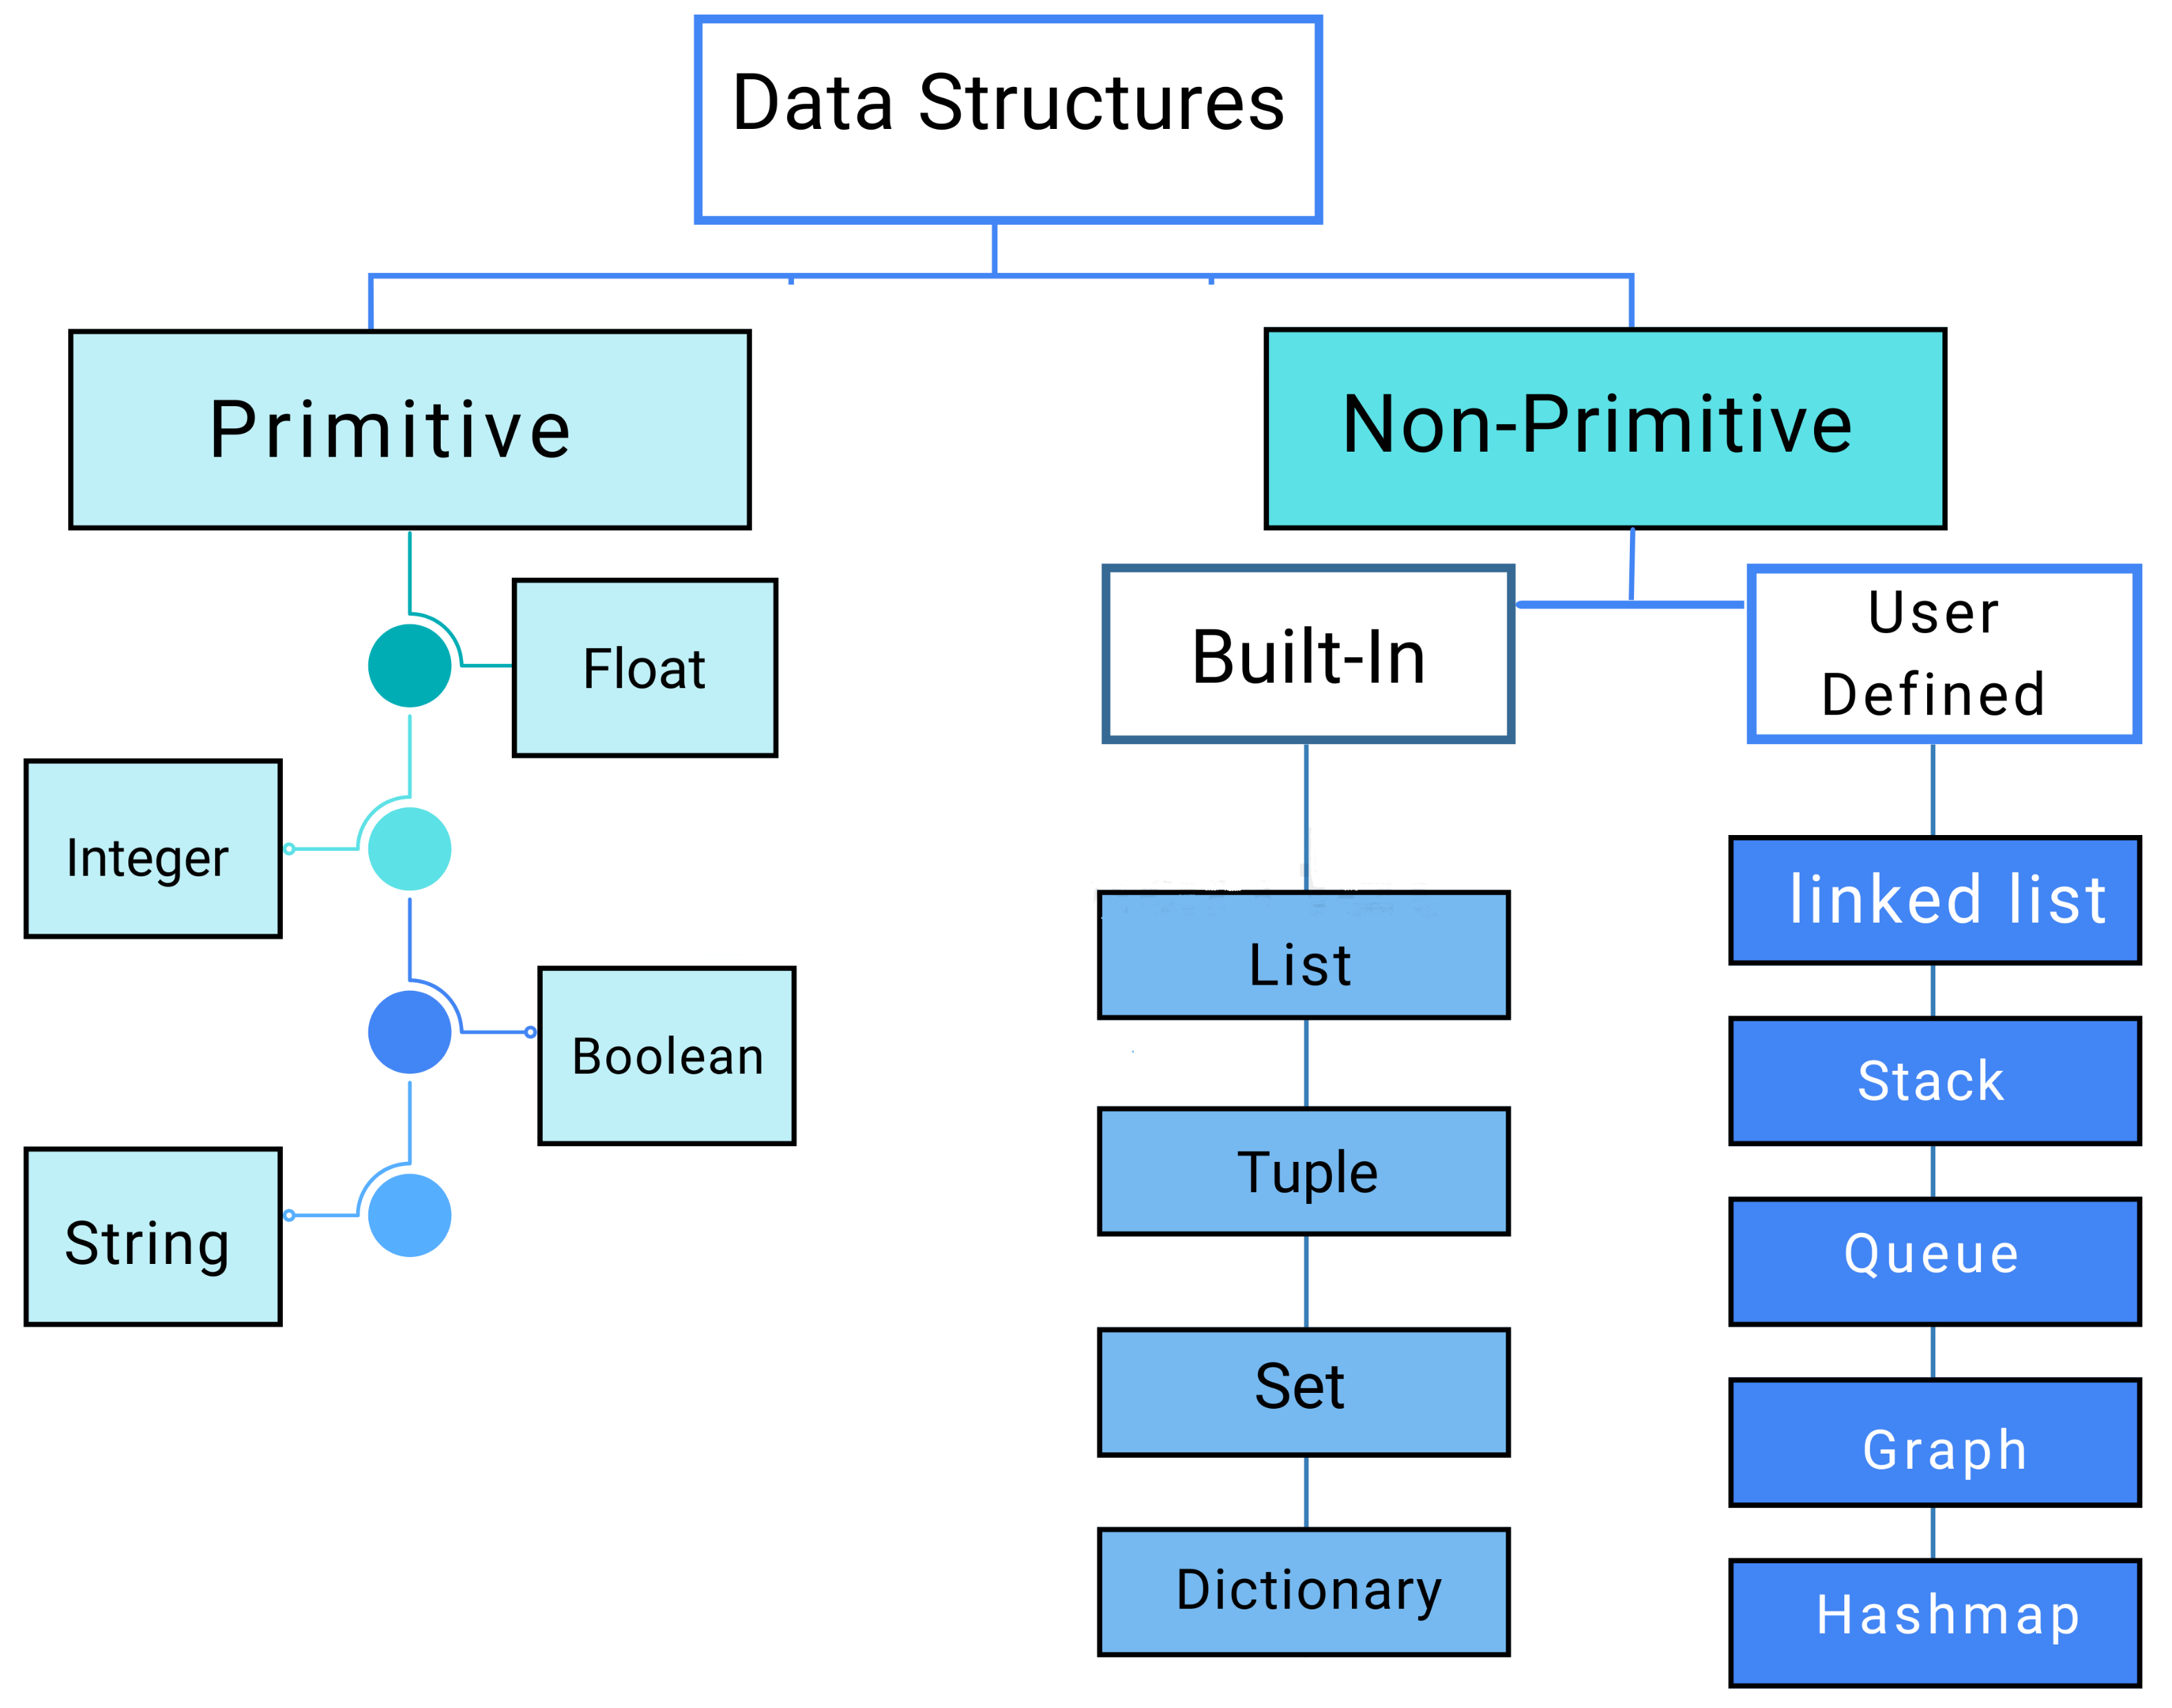 Data Structures
Primitive
Non-Primitive
Float
Integer
Boolean
String
Built-In
List
Tuple
Set
Dictionary
User
Defined
linked list
Stack
Queue
Graph
Hashmap